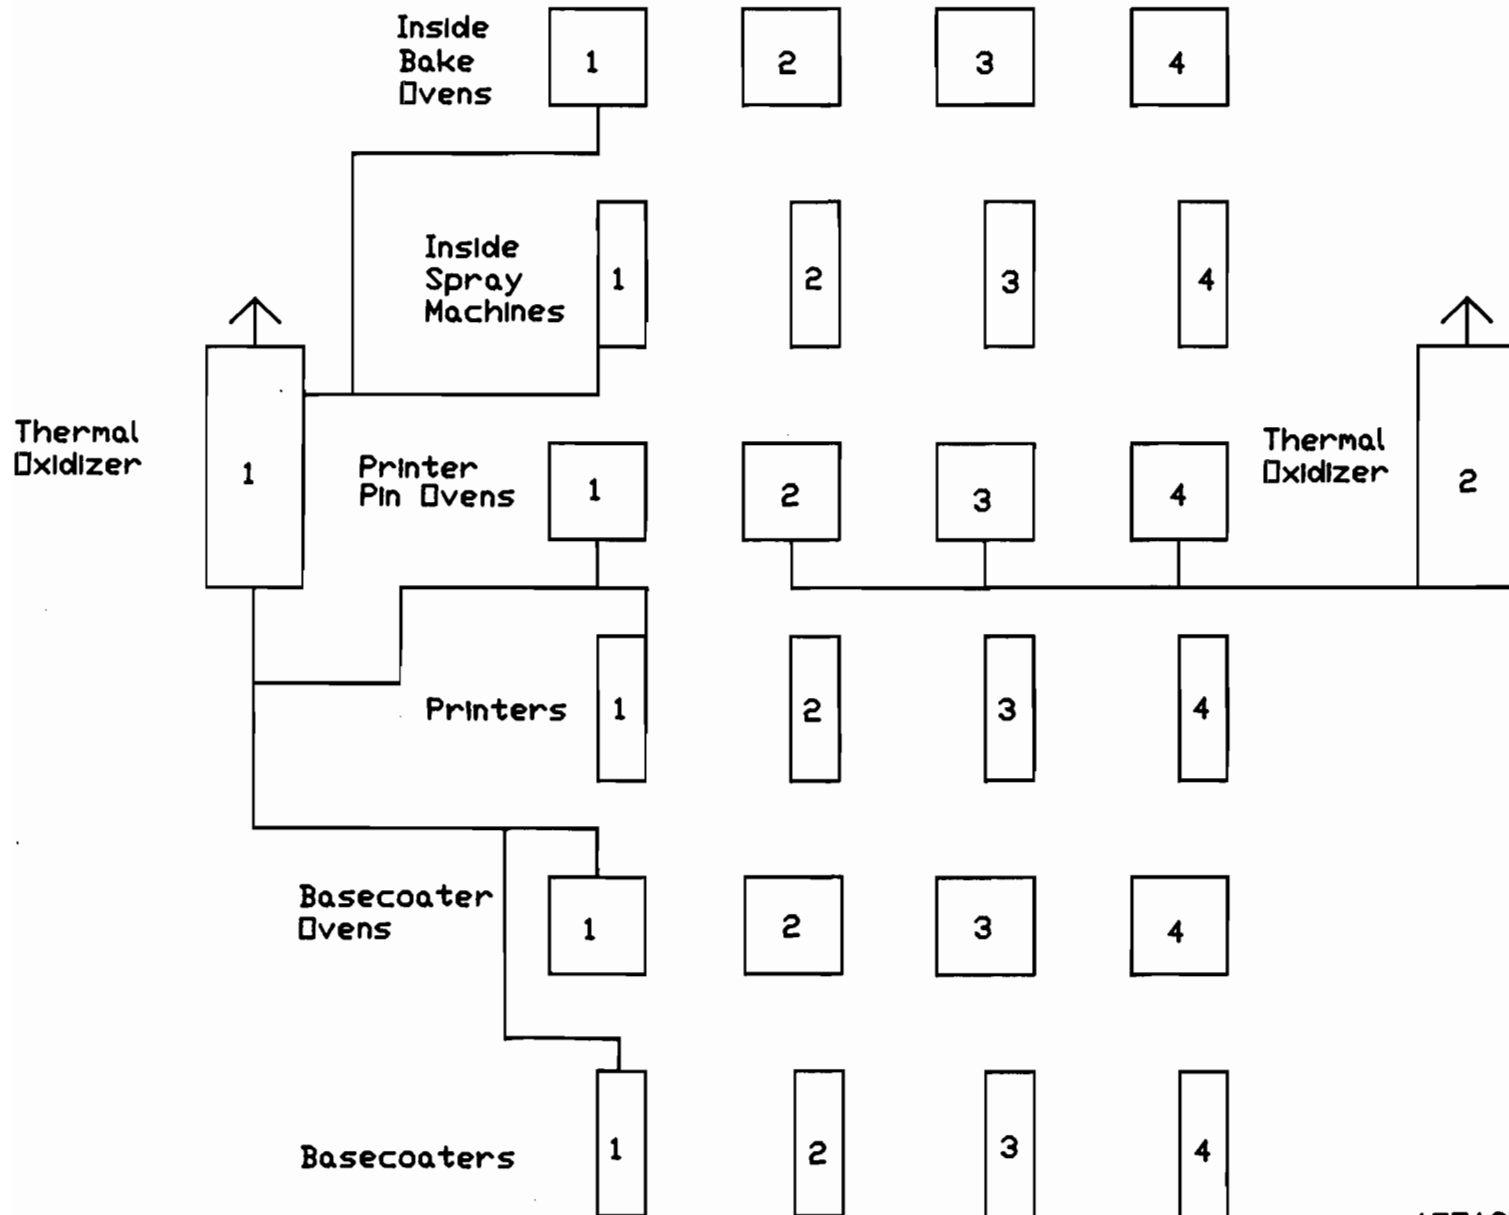 Inside
Bake
Ovens
1 2 3 4
Inside
Spray
Machines
1 2 3 4
Thermal
Oxidizer
1
Printer
Pin Ovens
1 2 3 4
Thermal
Oxidizer
2
Printers
1 2 3 4
Basecoater
Ovens
1 2 3 4
Basecoaters
1 2 3 4